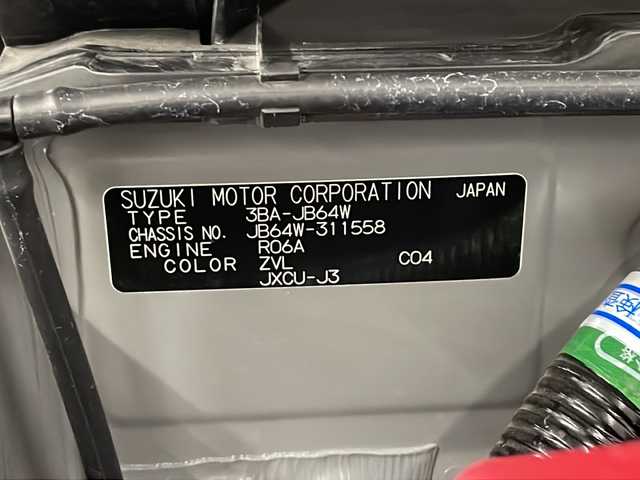 SUZUKI MOTOR CORPORATION JAPAN
TYPE 3BA-JB64W
CHASSIS NO. JB64W-311558
ENGINE R06A
COLOR ZVL C04
JXCU-J3